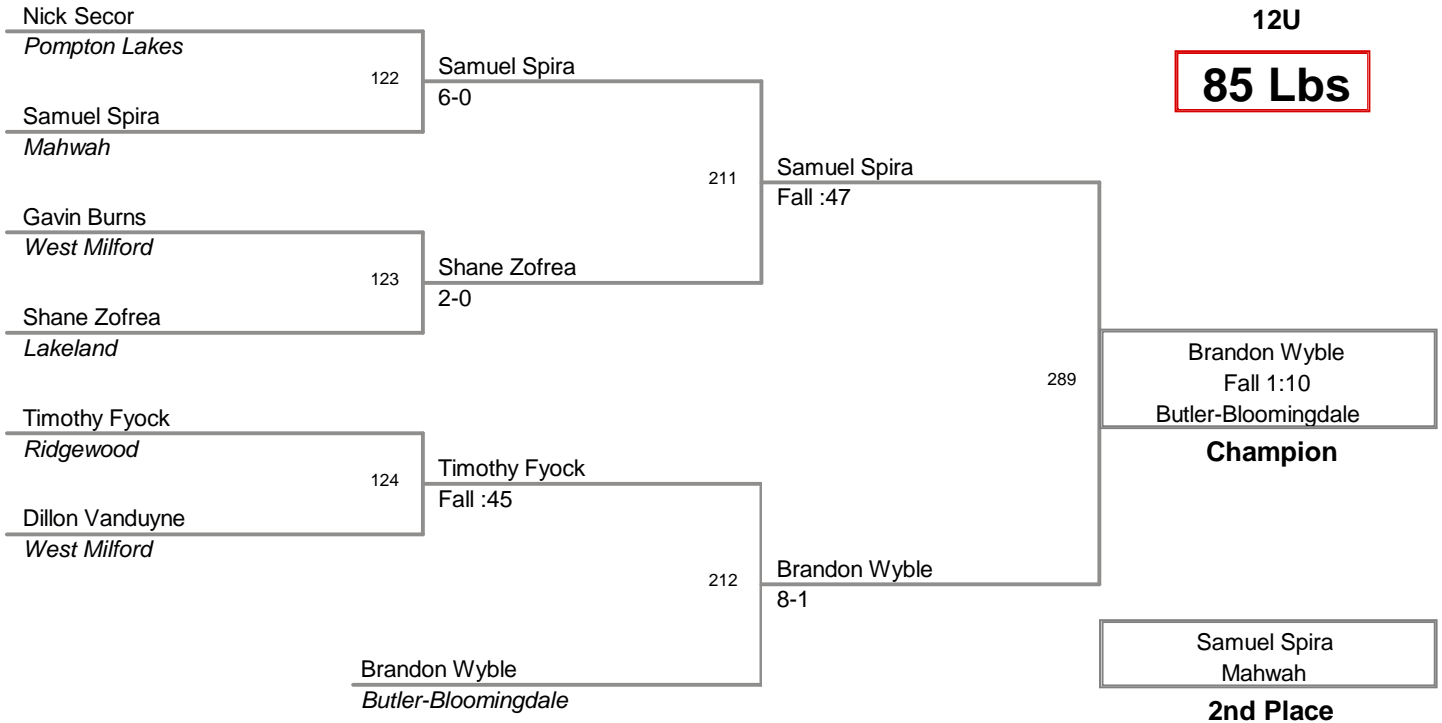 Nick Secor
Pompton Lakes
12U
85 Lbs
122
Samuel Spira
6-0
Samuel Spira
Mahwah
211
Samuel Spira
Fall :47
Gavin Burns
West Milford
123
Shane Zofrea
2-0
Shane Zofrea
Lakeland
289
Brandon Wyble
Fall 1:10
Butler-Bloomingdale
Champion
Timothy Fyock
Ridgewood
124
Timothy Fyock
Fall :45
Dillon Vanduyne
West Milford
212
Brandon Wyble
8-1
Brandon Wyble
Butler-Bloomingdale
Samuel Spira
Mahwah
2nd Place